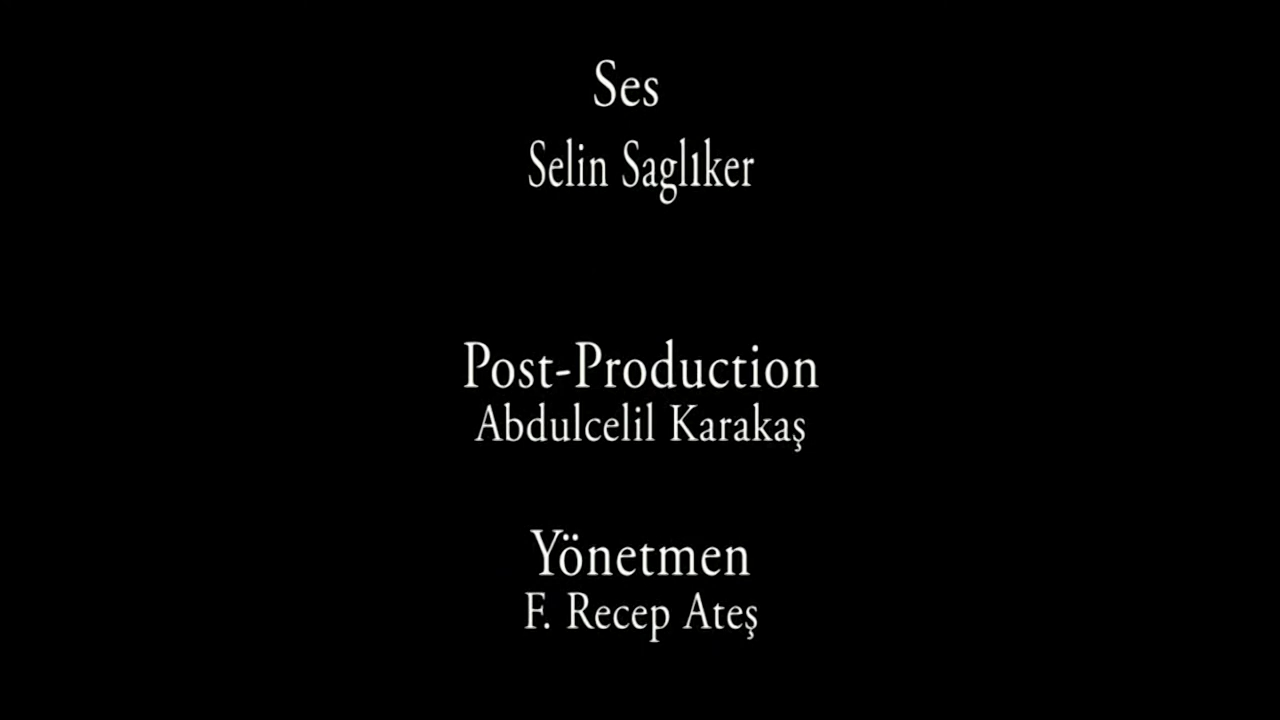 Ses
Selin Saglıker
Post-Production
Abdulcelil Karakaş
Yönetmen
F. Recep Ateş